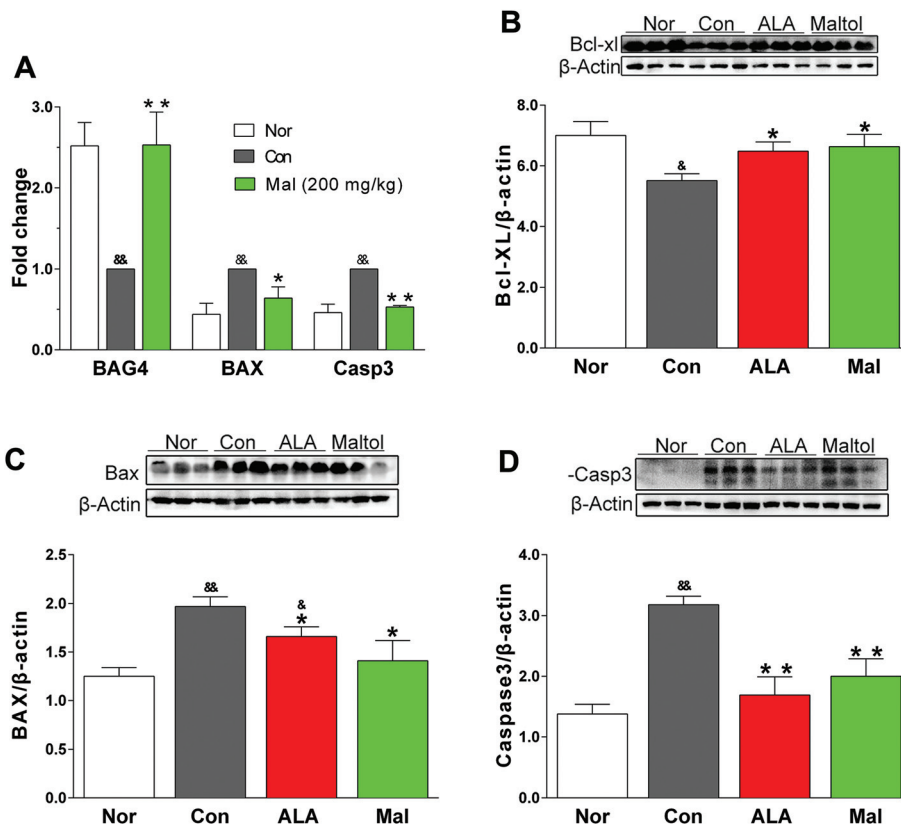 A
3.0
2.0
1.0
0.0
Fold change
**
&&
&&
*
&&
**
Nor
Con
Mal (200 mg/kg)
BAG4 BAX Casp3
B
Nor Con ALA Maltol
Bcl-xl
β-Actin
8.0
6.0
4.0
2.0
0.0
Bcl-XL/β-actin
&
*
*
Nor Con ALA Mal
C
Nor Con ALA Maltol
Bax
β-Actin
2.5
2.0
1.5
1.0
0.5
0.0
BAX/β-actin
&&
&
*
*
Nor Con ALA Mal
D
Nor Con ALA Maltol
-Casp3
β-Actin
4.0
3.0
2.0
1.0
0.0
Caspase3/β-actin
&&
**
**
Nor Con ALA Mal